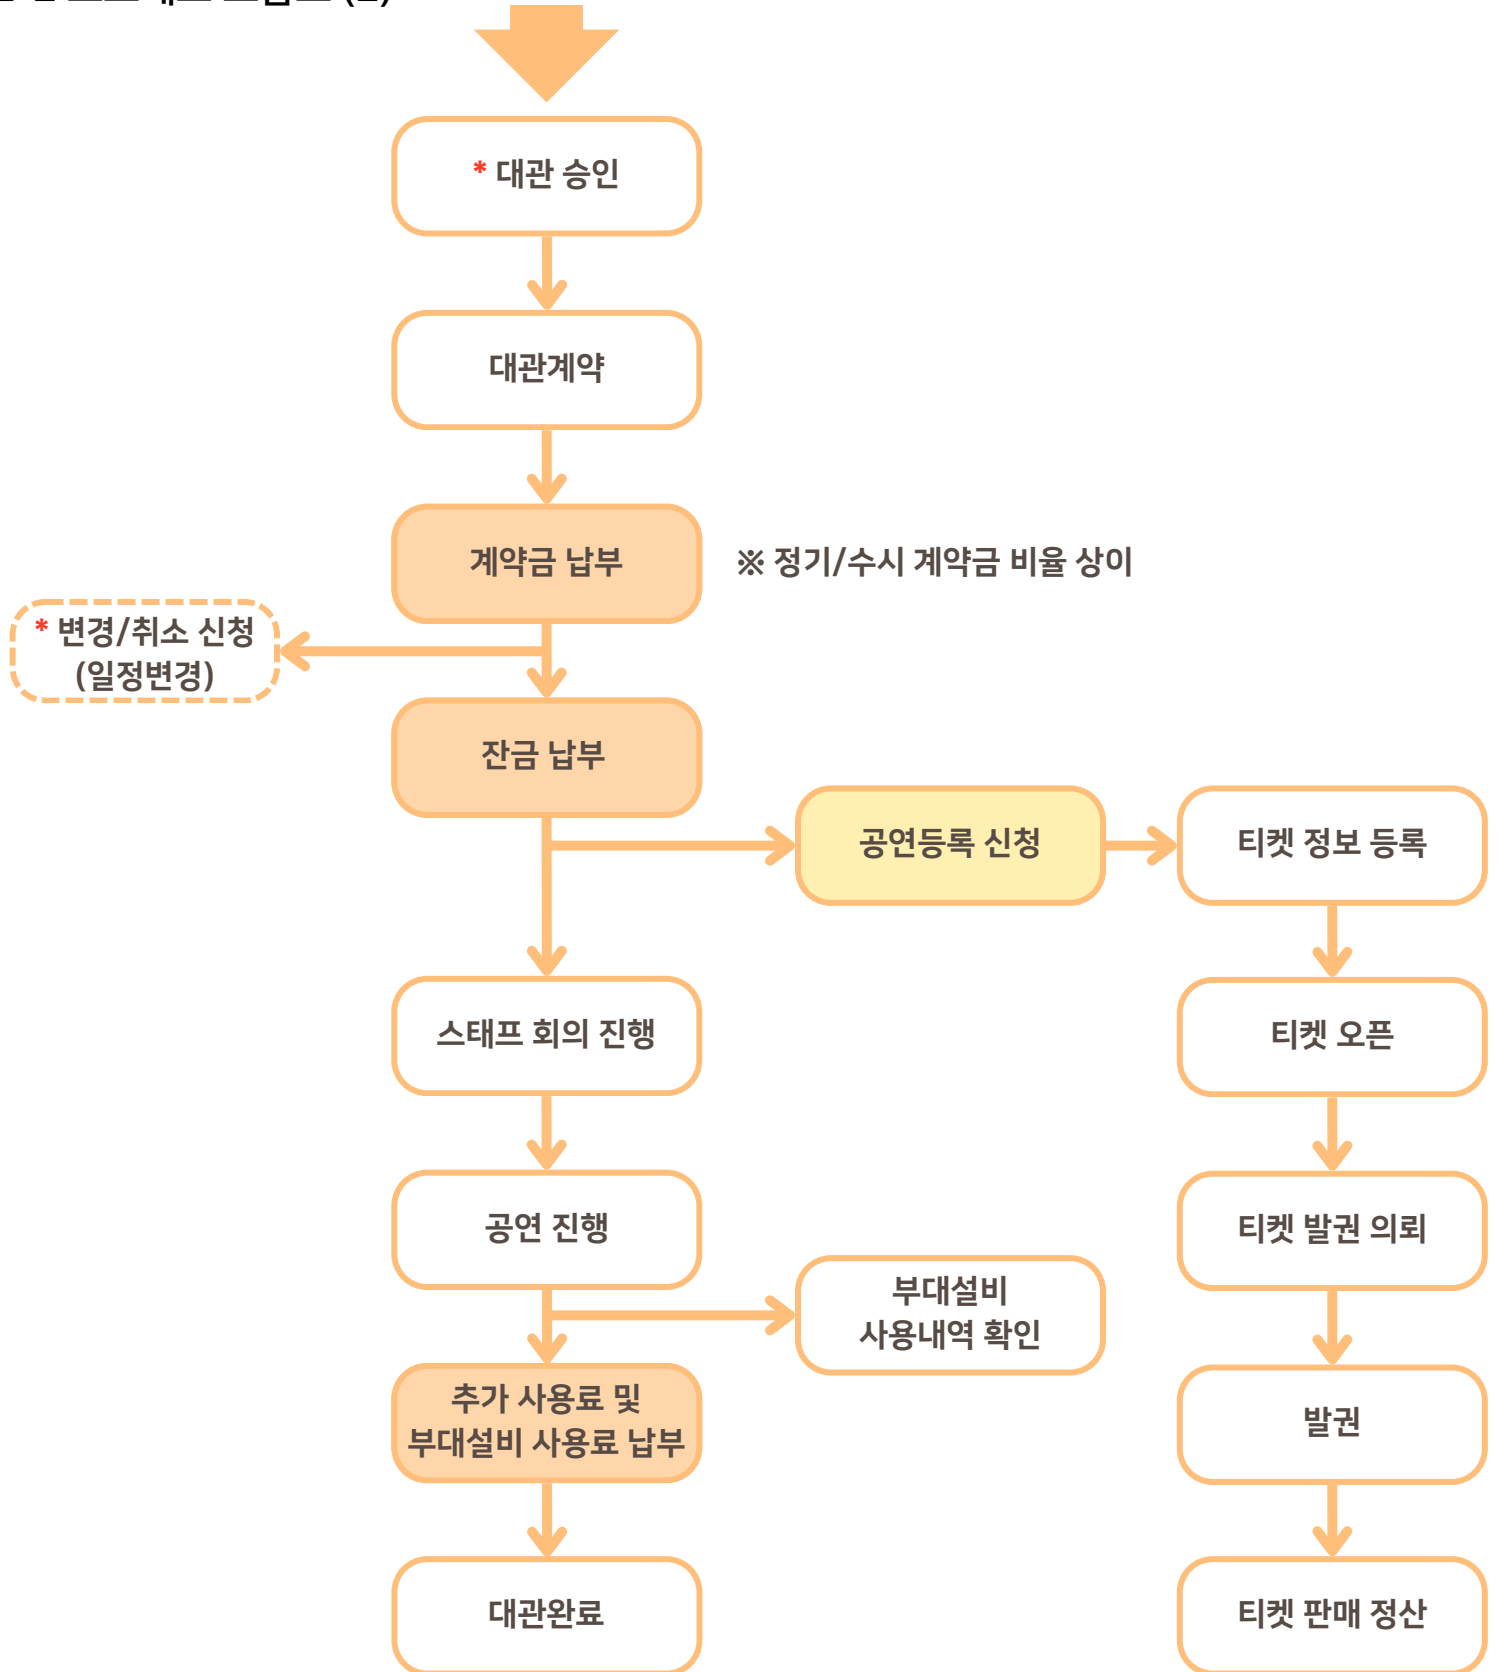 * 대관 승인
대관계약
계약금 납부
※ 정기/수시 계약금 비율 상이
* 변경/취소 신청
(일정변경)
잔금 납부
공연등록 신청
티켓 정보 등록
스태프 회의 진행
티켓 오픈
공연 진행
티켓 발권 의뢰
부대설비
사용내역 확인
추가 사용료 및
부대설비 사용료 납부
발권
대관완료
티켓 판매 정산